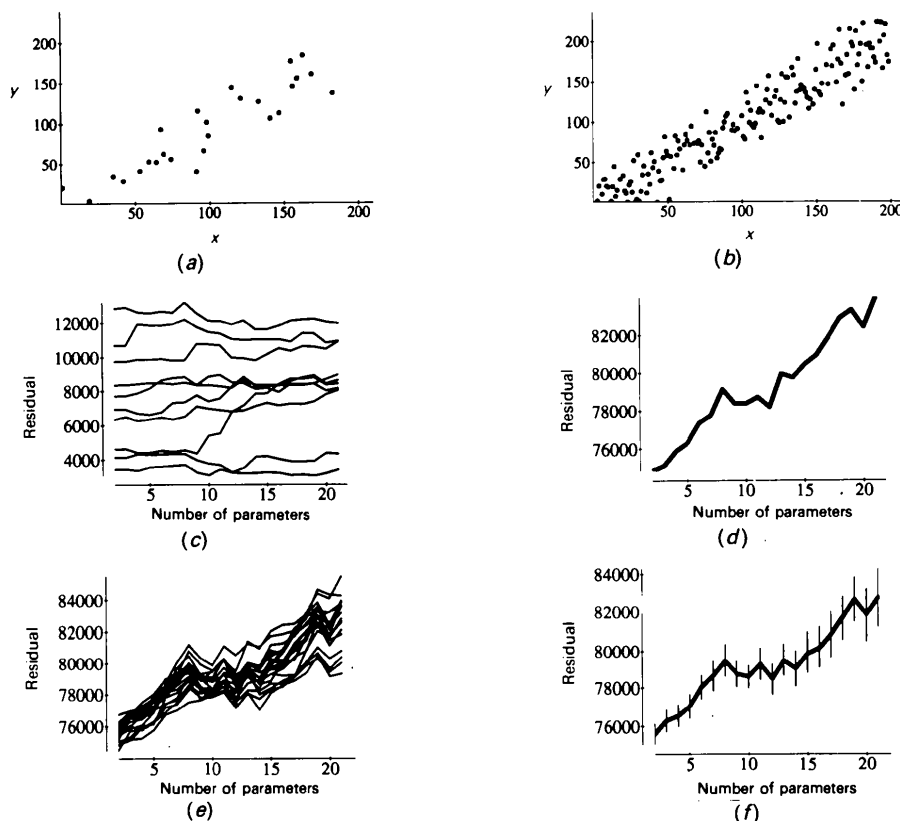 200
150
y
100
50
50 100 150 200
x
(a)
200
150
y
100
50
50 100 150 200
x
(b)
12000
10000
Residual
8000
6000
4000
5 10 15 20
Number of parameters
(c)
82000
80000
Residual
78000
76000
5 10 15 20
Number of parameters
(d)
84000
82000
Residual
80000
78000
76000
5 10 15 20
Number of parameters
(e)
84000
82000
Residual
80000
78000
76000
5 10 15 20
Number of parameters
(f)